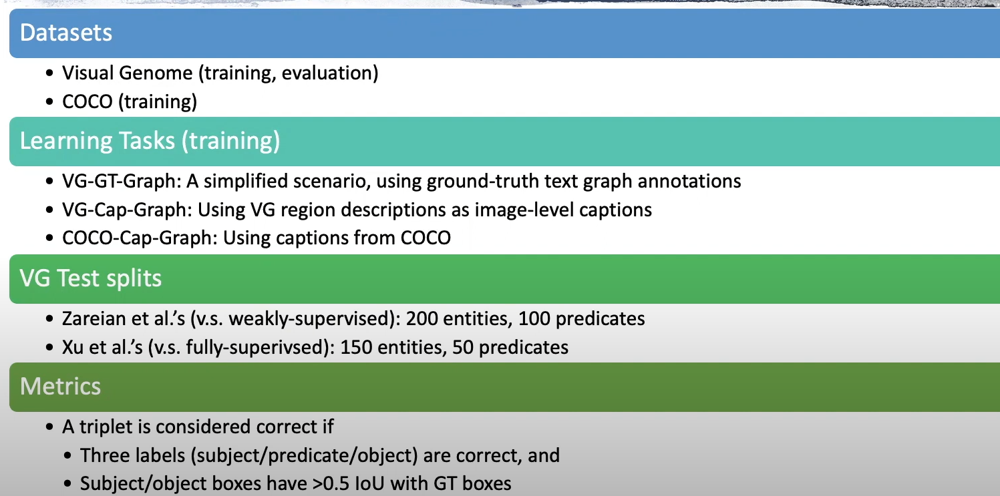 Datasets
• Visual Genome (training, evaluation)
• COCO (training)
Learning Tasks (training)
• VG-GT-Graph: A simplified scenario, using ground-truth text graph annotations
• VG-Cap-Graph: Using VG region descriptions as image-level captions
• COCO-Cap-Graph: Using captions from COCO
VG Test splits
• Zareian et al.’s (v.s. weakly-supervised): 200 entities, 100 predicates
• Xu et al.’s (v.s. fully-superivsed): 150 entities, 50 predicates
Metrics
• A triplet is considered correct if
• Three labels (subject/predicate/object) are correct, and
• Subject/object boxes have >0.5 IoU with GT boxes